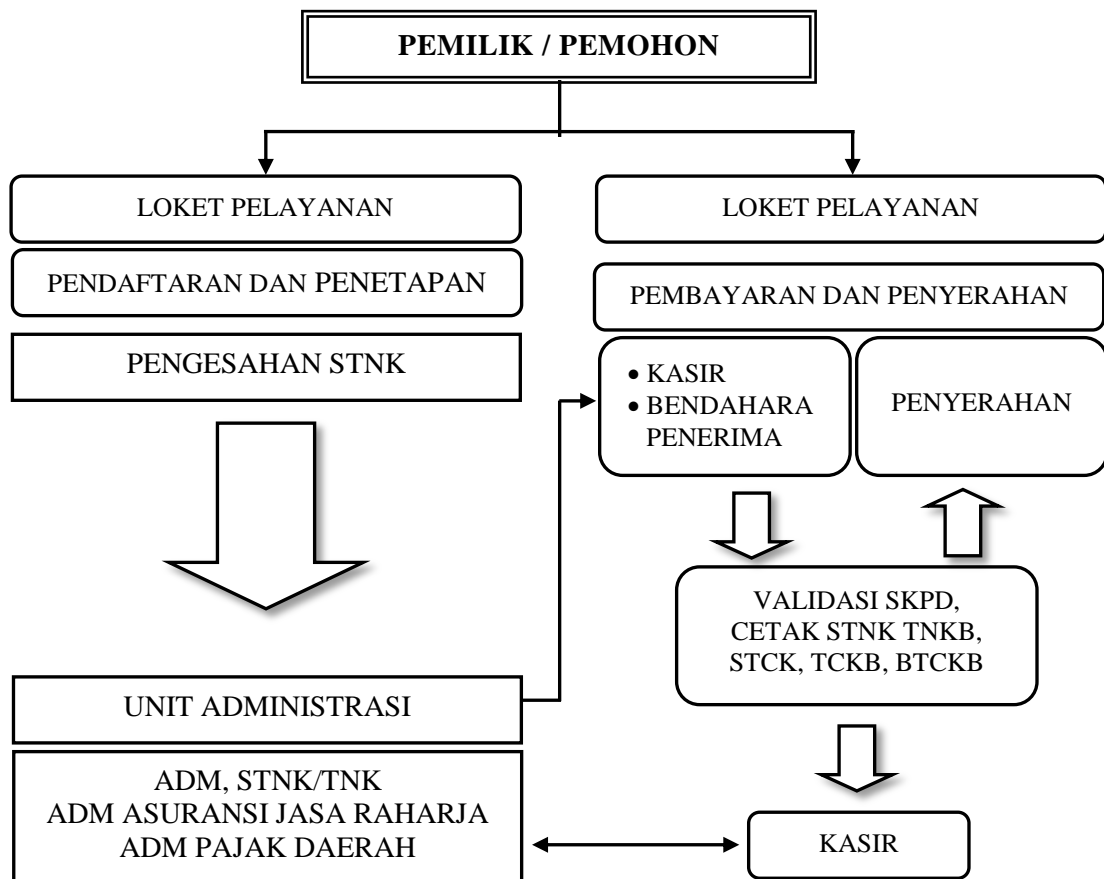 PEMILIK / PEMOHON
LOKET PELAYANAN
PENDAFTARAN DAN PENETAPAN
PENGESAHAN STNK
UNIT ADMINISTRASI
ADM, STNK/TNK
ADM ASURANSI JASA RAHARJA
ADM PAJAK DAERAH
LOKET PELAYANAN
PEMBAYARAN DAN PENYERAHAN
• KASIR
• BENDAHARA
PENERIMA
PENYERAHAN
VALIDASI SKPD,
CETAK STNK TNKB,
STCK, TCKB, BTCKB
KASIR